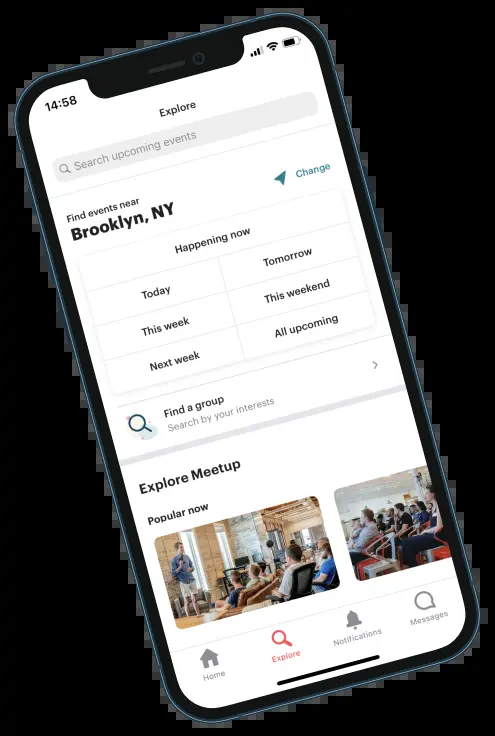 14:58
Explore
Search upcoming events
Find events near
Brooklyn, NY
Change
Happening now
Today
Tomorrow
This week
This weekend
Next week
All upcoming
Find a group
Search by your interests
Explore Meetup
Popular now
Home
Explore
Notifications
Messages